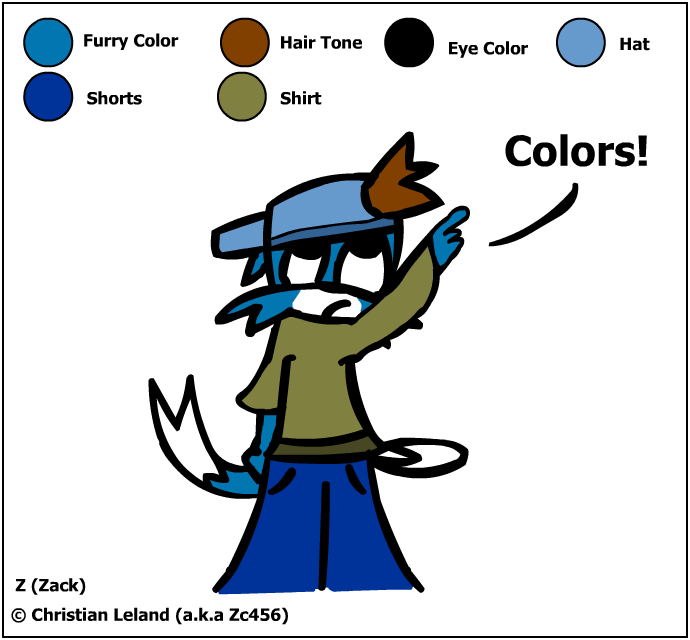 Furry Color
Hair Tone
Eye Color
Hat
Shorts
Shirt
Colors!
Z (Zack)
© Christian Leland (a.k.a Zc456)